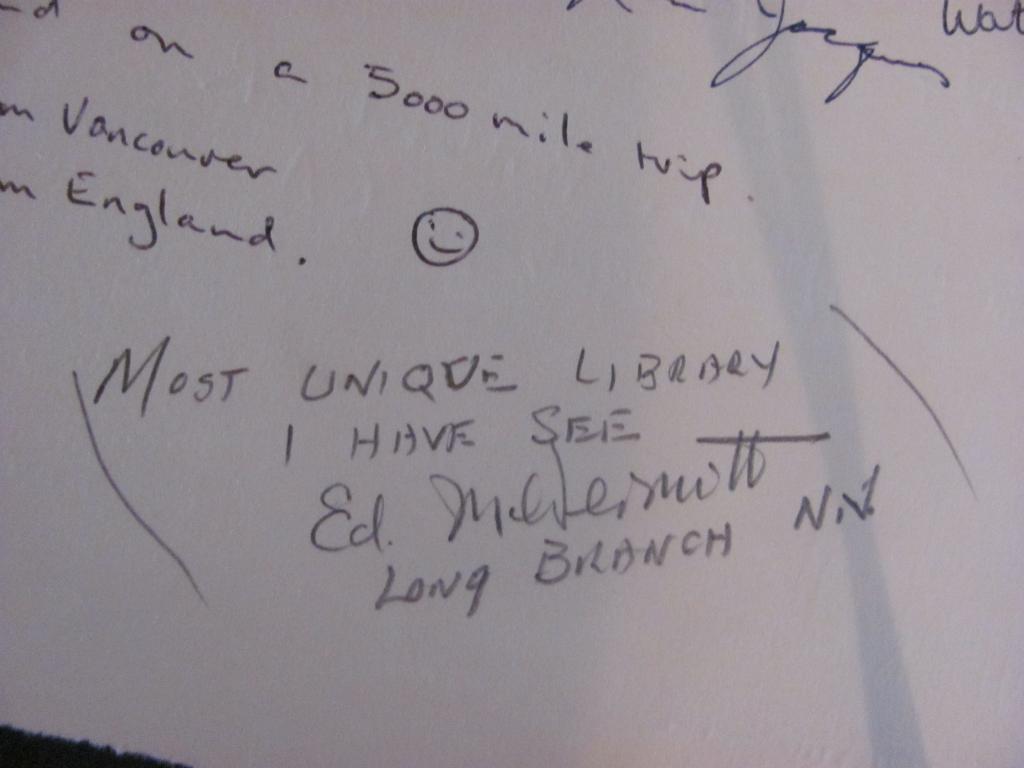 on a 5000 mile trip.
Vancouver
England.
MOST UNIQUE LIBRARY
I HAVE SEE
Ed. McDermott
LONG BRANCH N.J.